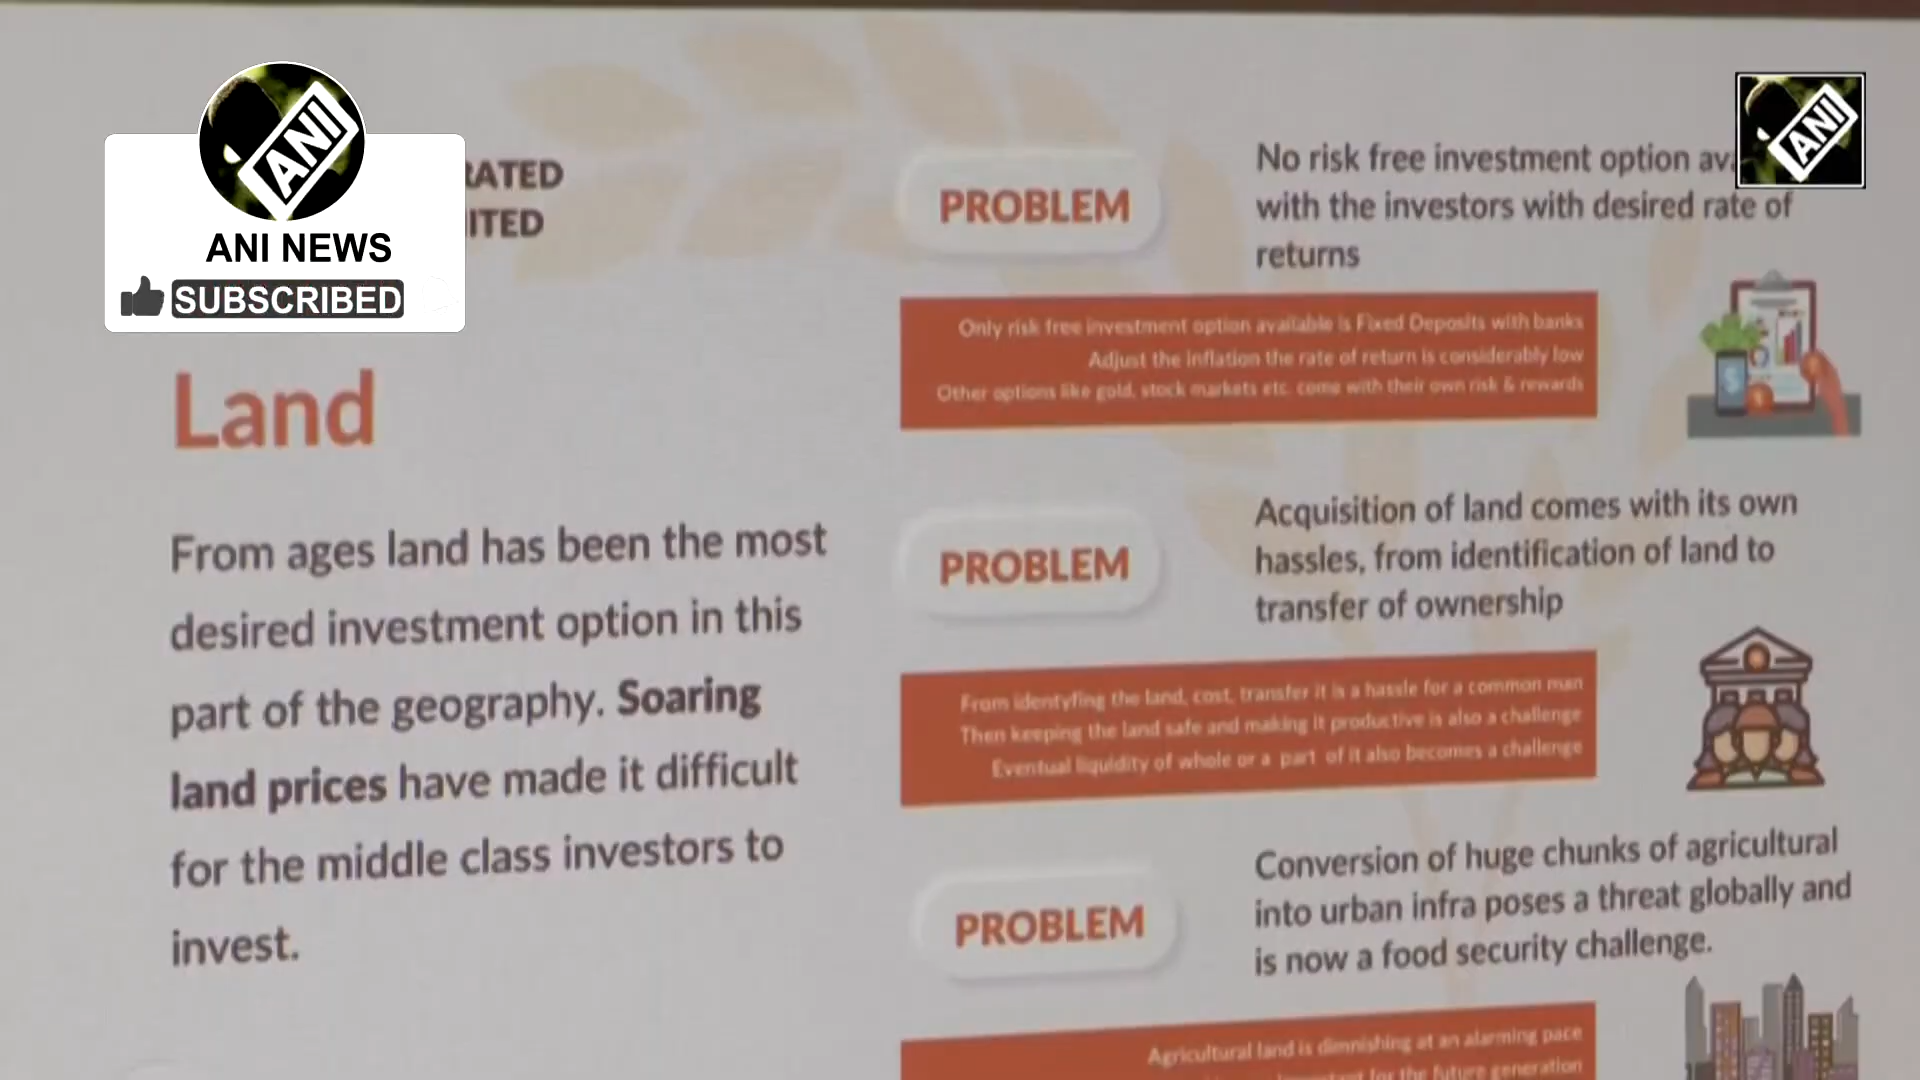 ANI
ANI NEWS
SUBSCRIBED
ANI
Land
From ages land has been the most
desired investment option in this
part of the geography. Soaring
land prices have made it difficult
for the middle class investors to
invest.
PROBLEM
No risk free investment option
with the investors with desired rate of
returns
Only risk free investment option available is Fixed Deposits with banks
Adjust the inflation the rate of return is considerably low
Other options like gold, stock markets etc. come with their own risk & rewards
PROBLEM
Acquisition of land comes with its own
hassles, from identification of land to
transfer of ownership
From identyfing the land, cost, transfer it is a hassle for a common man
Then keeping the land safe and making it productive is also a challenge
Eventual liquidity of whole or a part of it also becomes a challenge
PROBLEM
Conversion of huge chunks of agricultural
into urban infra poses a threat globally and
is now a food security challenge.
Agricultural land is dimnishing at an alarming pace
for the future generation